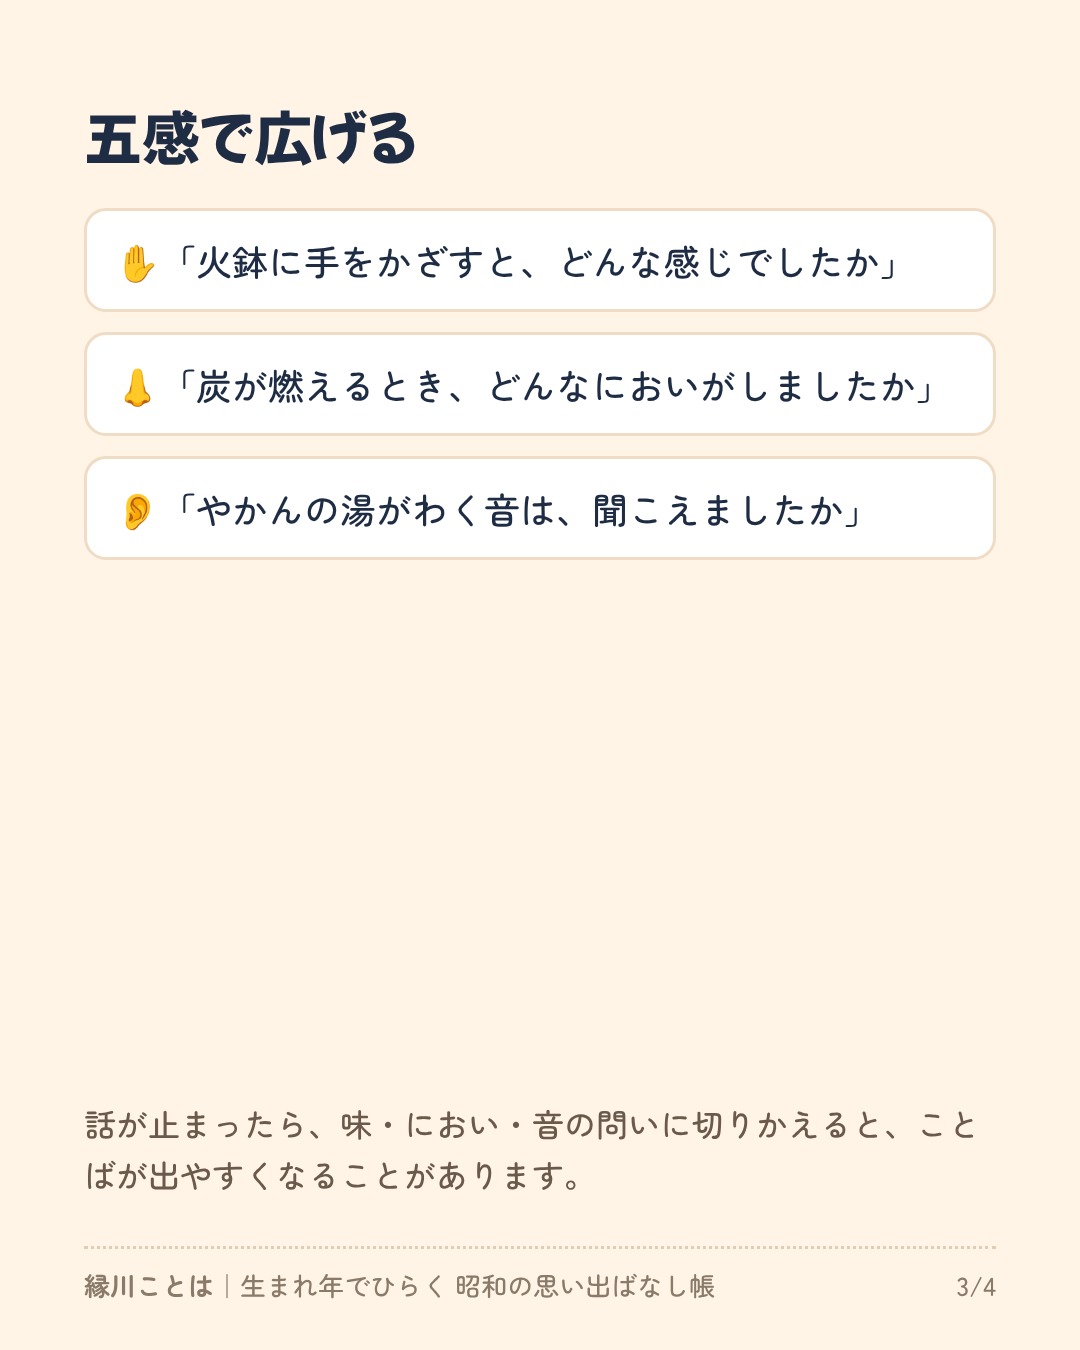 五感で広げる
✋「火鉢に手をかざすと、どんな感じでしたか」
👃「炭が燃えるとき、どんなにおいがしましたか」
👂「やかんの湯がわく音は、聞こえましたか」
話が止まったら、味・におい・音の問いに切りかえると、こと
ばが出やすくなることがあります。
縁川ことは｜生まれ年でひらく 昭和の思い出ばなし帳 3/4